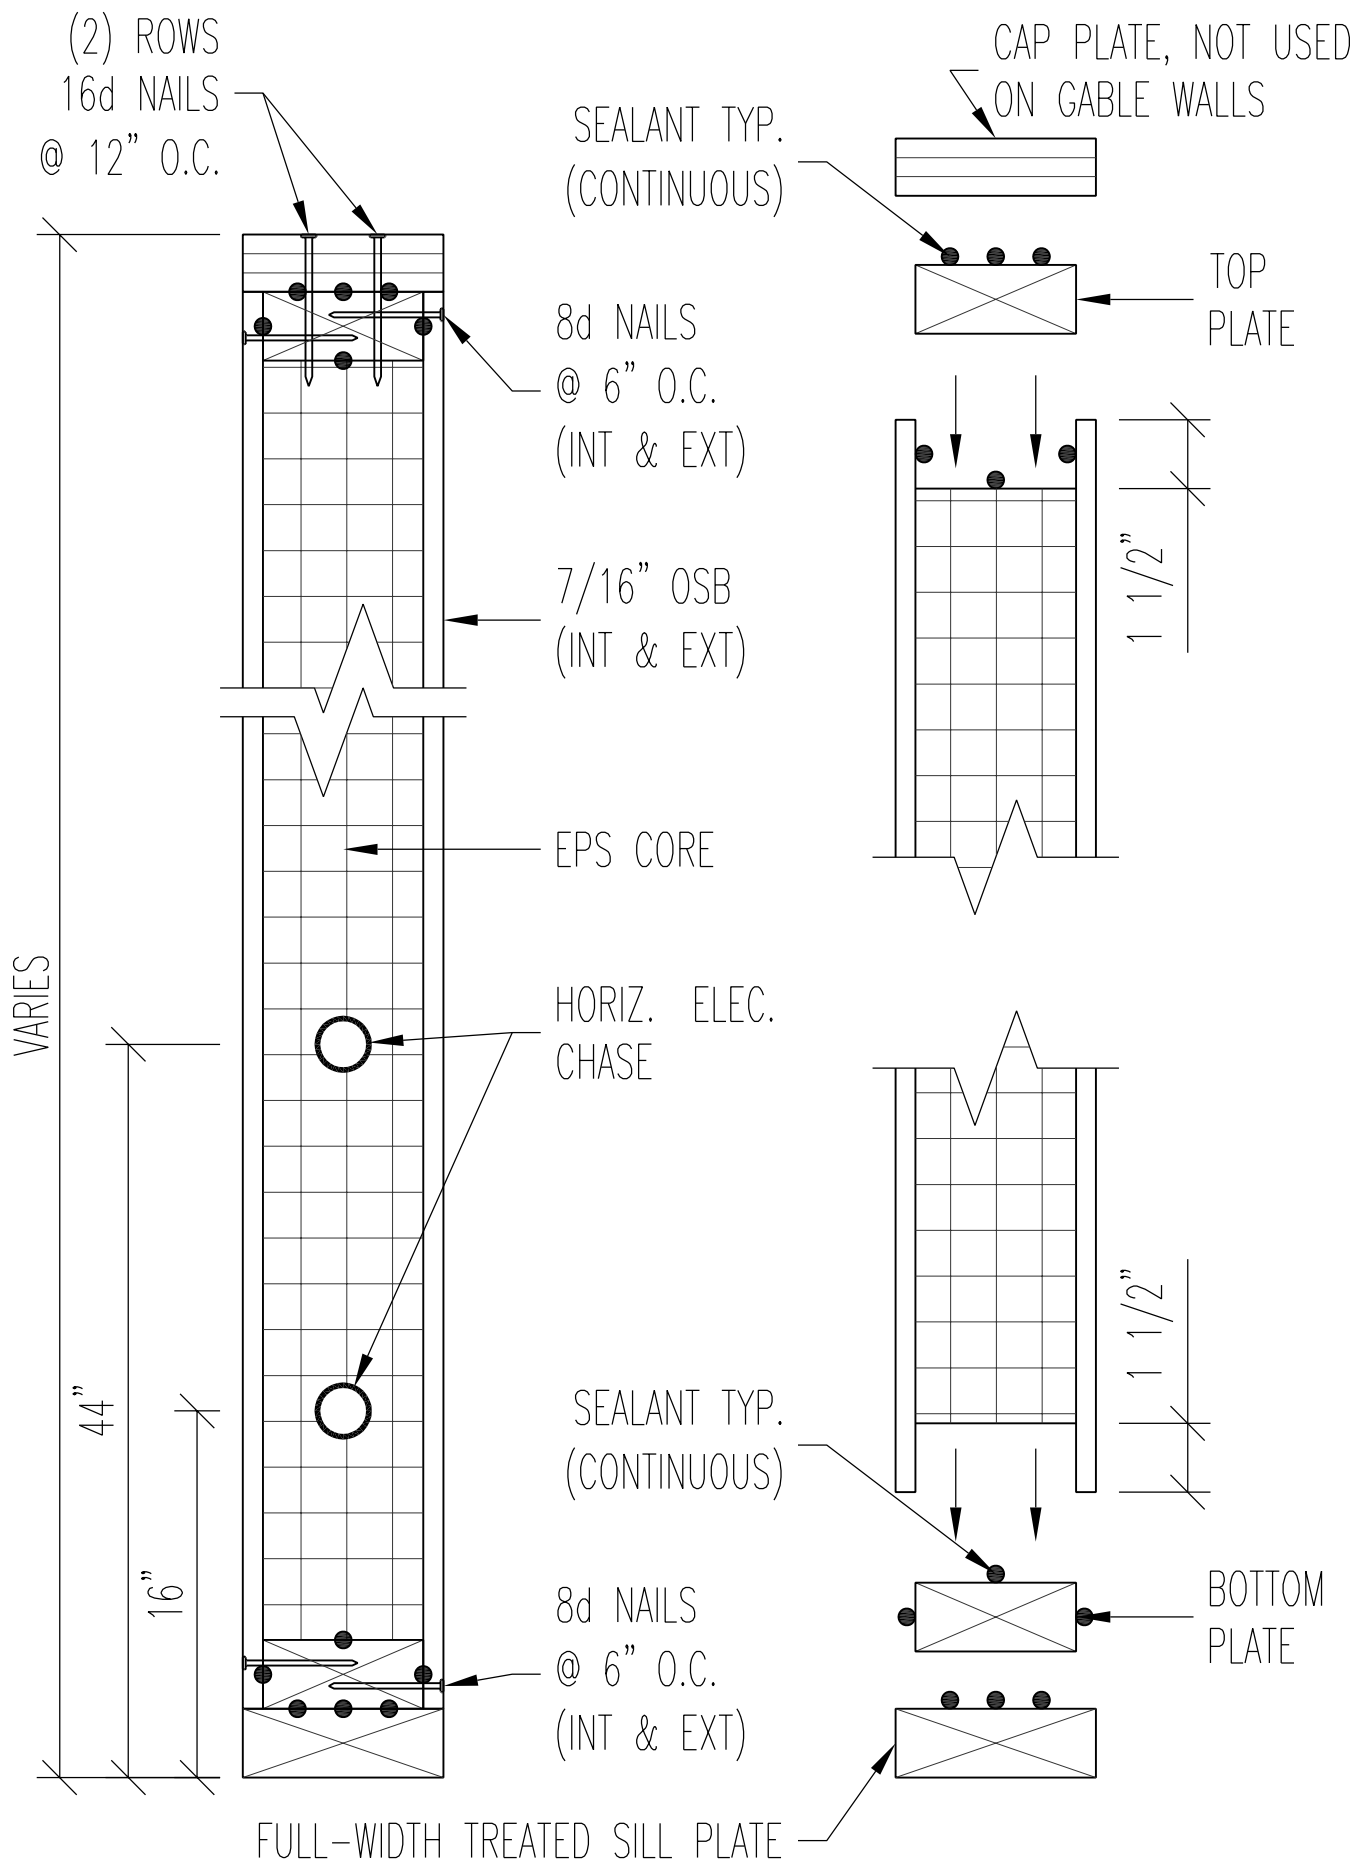 (2) ROWS
16d NAILS
@ 12" O.C.
CAP PLATE, NOT USED
ON GABLE WALLS
SEALANT TYP.
(CONTINUOUS)
TOP
PLATE
8d NAILS
@ 6" O.C.
(INT & EXT)
1 1/2"
7/16" OSB
(INT & EXT)
EPS CORE
VARIES
HORIZ. ELEC.
CHASE
44"
16"
1 1/2"
SEALANT TYP.
(CONTINUOUS)
8d NAILS
@ 6" O.C.
(INT & EXT)
BOTTOM
PLATE
FULL-WIDTH TREATED SILL PLATE